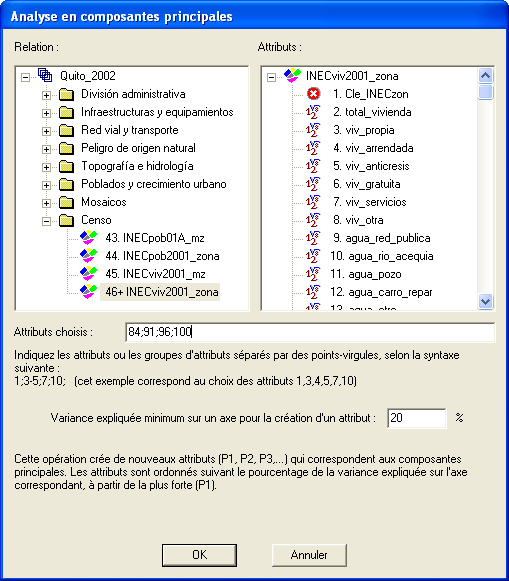 Analyse en composantes principales
Relation :
Attributs :
Quito_2002
División administrativa
Infraestructuras y equipamientos
Red vial y transporte
Peligro de origen natural
Topografía e hidrología
Poblados y crecimiento urbano
Mosaicos
Censo
43. INECpob01A_mz
44. INECpob2001_zona
45. INECviv2001_mz
46+ INECviv2001_zona
INECviv2001_zona
1. Cle_INECzon
2. total_vivienda
3. viv_propia
4. viv_arrendada
5. viv_anticresis
6. viv_gratuita
7. viv_servicios
8. viv_otra
9. agua_red_publica
10. agua_rio_acequia
11. agua_pozo
12. agua_carro_repar
13. agua_otro
Attributs choisis :
84;91;96;100
Indiquez les attributs ou les groupes d'attributs séparés par des points-virgules, selon la syntaxe
suivante :
1;3-5;7;10; (cet exemple correspond au choix des attributs 1,3,4,5,7,10)
Variance expliquée minimum sur un axe pour la création d'un attribut :
20
%
Cette opération crée de nouveaux attributs (P1, P2, P3,...) qui correspondent aux composantes
principales. Les attributs sont ordonnés suivant le pourcentage de la variance expliquée sur l'axe
correspondant, à partir de la plus forte (P1).
OK
Annuler